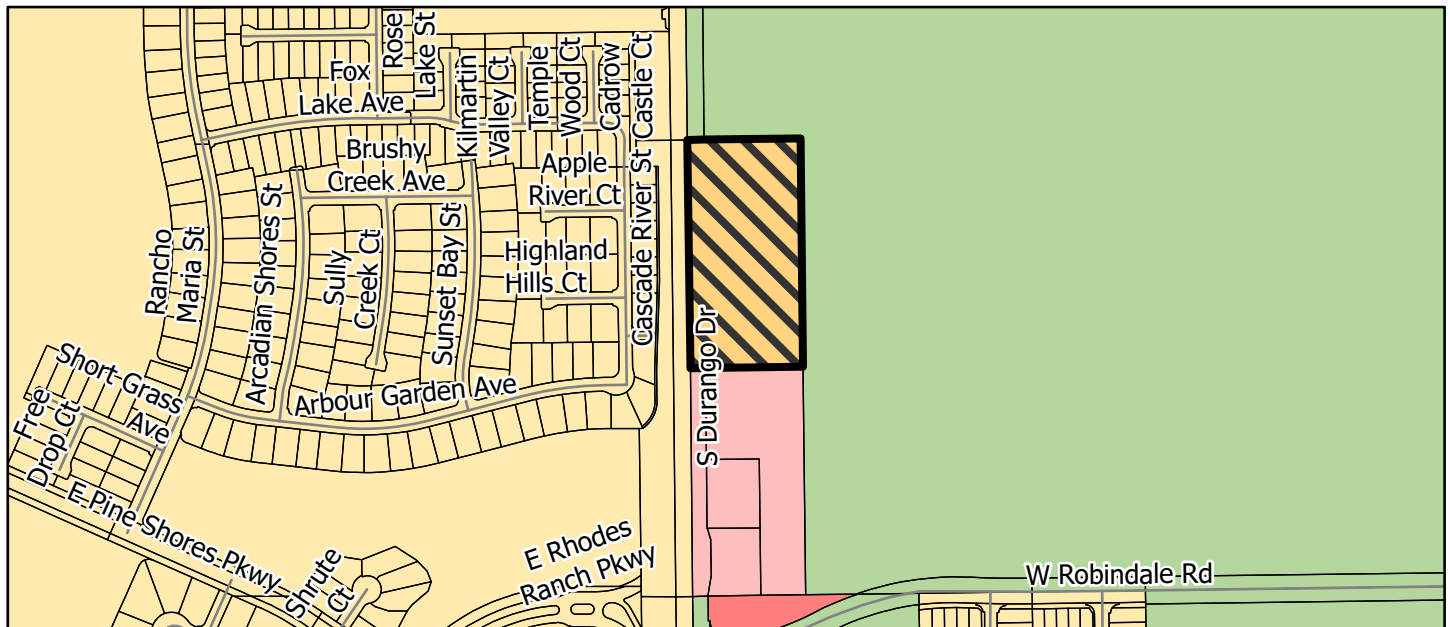 Rose
Lake St
Fox
Lake Ave
Kilmartin
Valley Ct
Temple
Wood Ct
Cadrow
Castle Ct
Brushy
Creek Ave
Apple
River Ct
Highland
Hills Ct
Cascade River St
Rancho
Maria St
Arcadian Shores St
Sully
Creek Ct
Sunset Bay St
S Durango Dr
Short Grass
Ave
Arbour Garden Ave
Free
Drop Ct
E Pine Shores Pkwy
Shrute
Ct
E Rhodes
Ranch Pkwy
W Robindale Rd